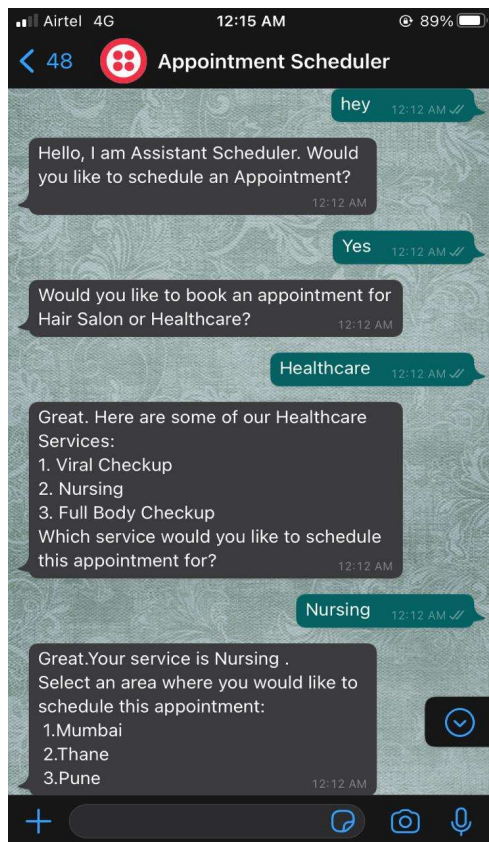 Airtel 4G 12:15 AM 89%
48 Appointment Scheduler
hey 12:12 AM
Hello, I am Assistant Scheduler. Would
you like to schedule an Appointment?
12:12 AM
Yes 12:12 AM
Would you like to book an appointment for
Hair Salon or Healthcare?
12:12 AM
Healthcare 12:12 AM
Great. Here are some of our Healthcare
Services:
1. Viral Checkup
2. Nursing
3. Full Body Checkup
Which service would you like to schedule
this appointment for?
12:12 AM
Nursing 12:12 AM
Great.Your service is Nursing .
Select an area where you would like to
schedule this appointment:
1.Mumbai
2.Thane
3.Pune
12:12 AM